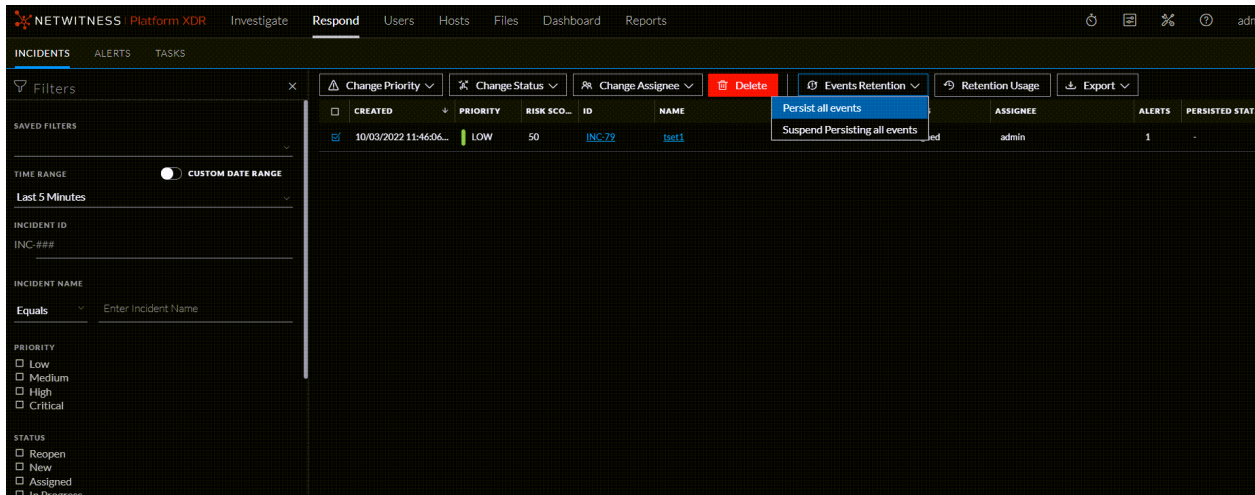 NETWITNESS Platform XDR Investigate Respond Users Hosts Files Dashboard Reports
INCIDENTS ALERTS TASKS
Filters
Change Priority Change Status Change Assignee Delete Events Retention Retention Usage Export
CREATED PRIORITY RISK SCO... ID NAME ASSIGNEE ALERTS PERSISTED STAT
Persist all events
Suspend Persisting all events
10/03/2022 11:46:06... LOW 50 INC-79 tset1 admin 1 -
SAVED FILTERS
TIME RANGE CUSTOM DATE RANGE
Last 5 Minutes
INCIDENT ID
INC-###
INCIDENT NAME
Equals Enter Incident Name
PRIORITY
Low
Medium
High
Critical
STATUS
Reopen
New
Assigned
In Progress